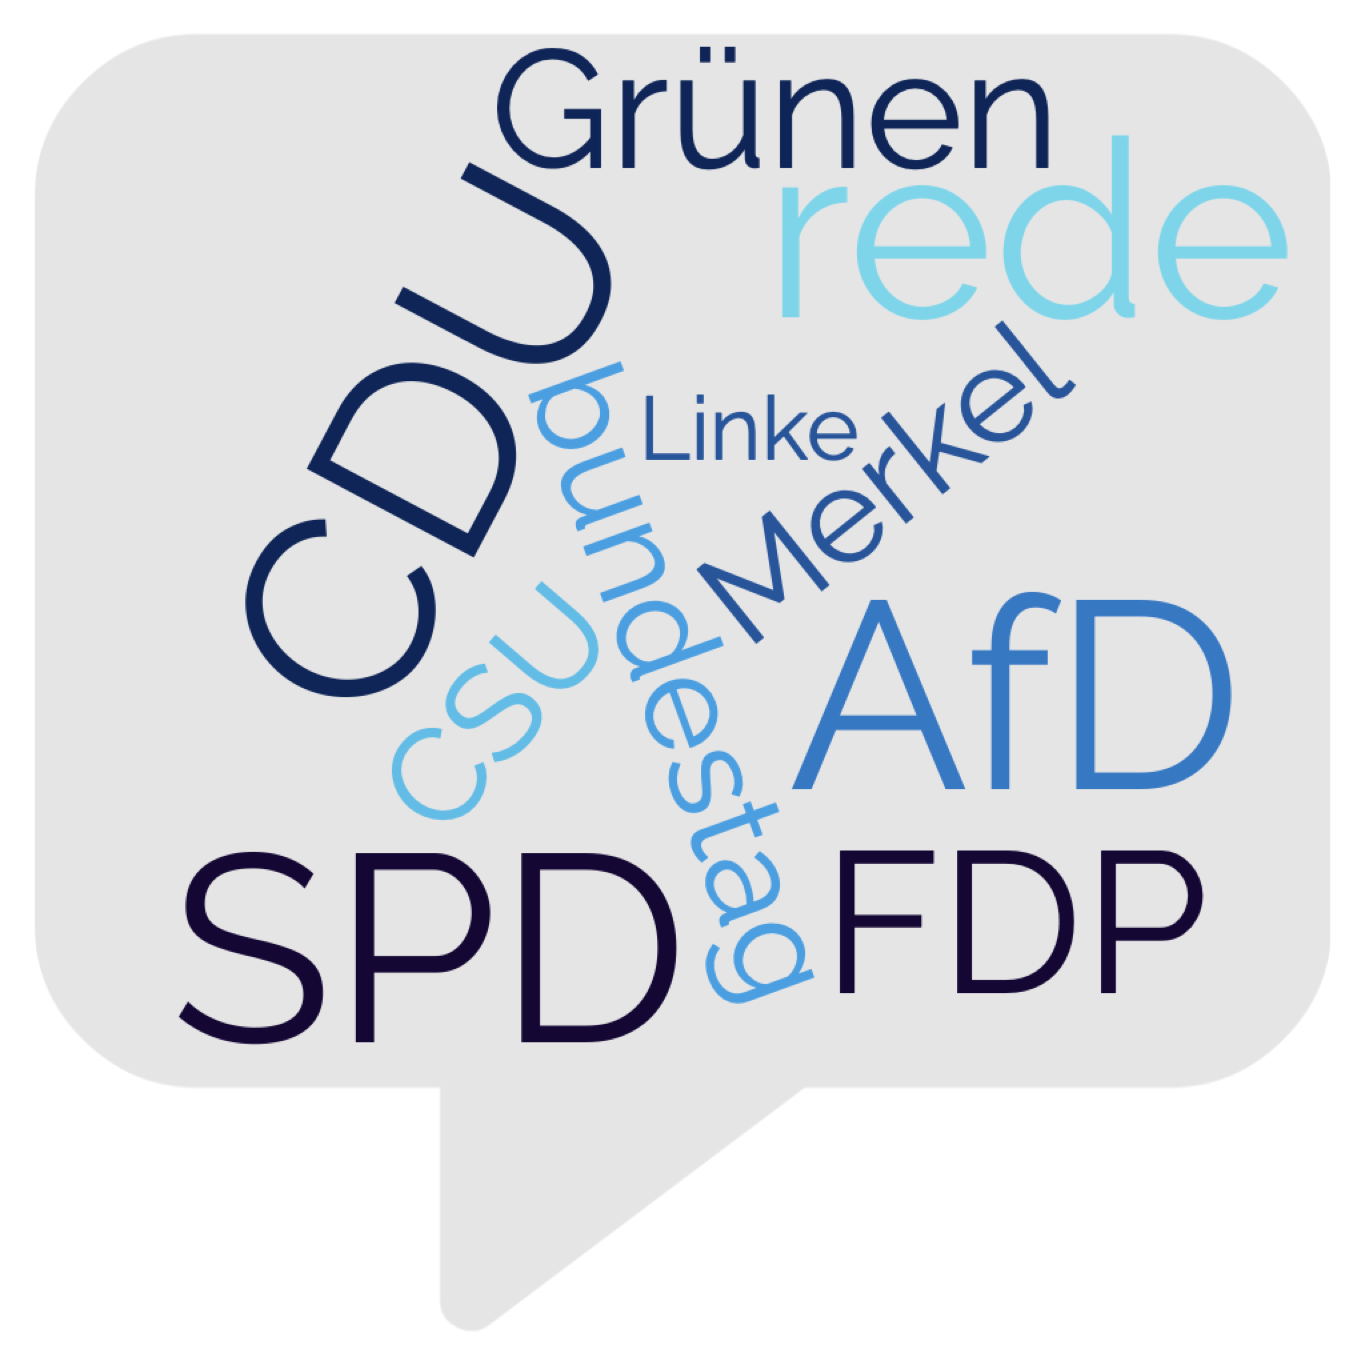 Grünen
rede
CDU
bundestag
Linke
Merkel
CSU
AfD
SPD
FDP